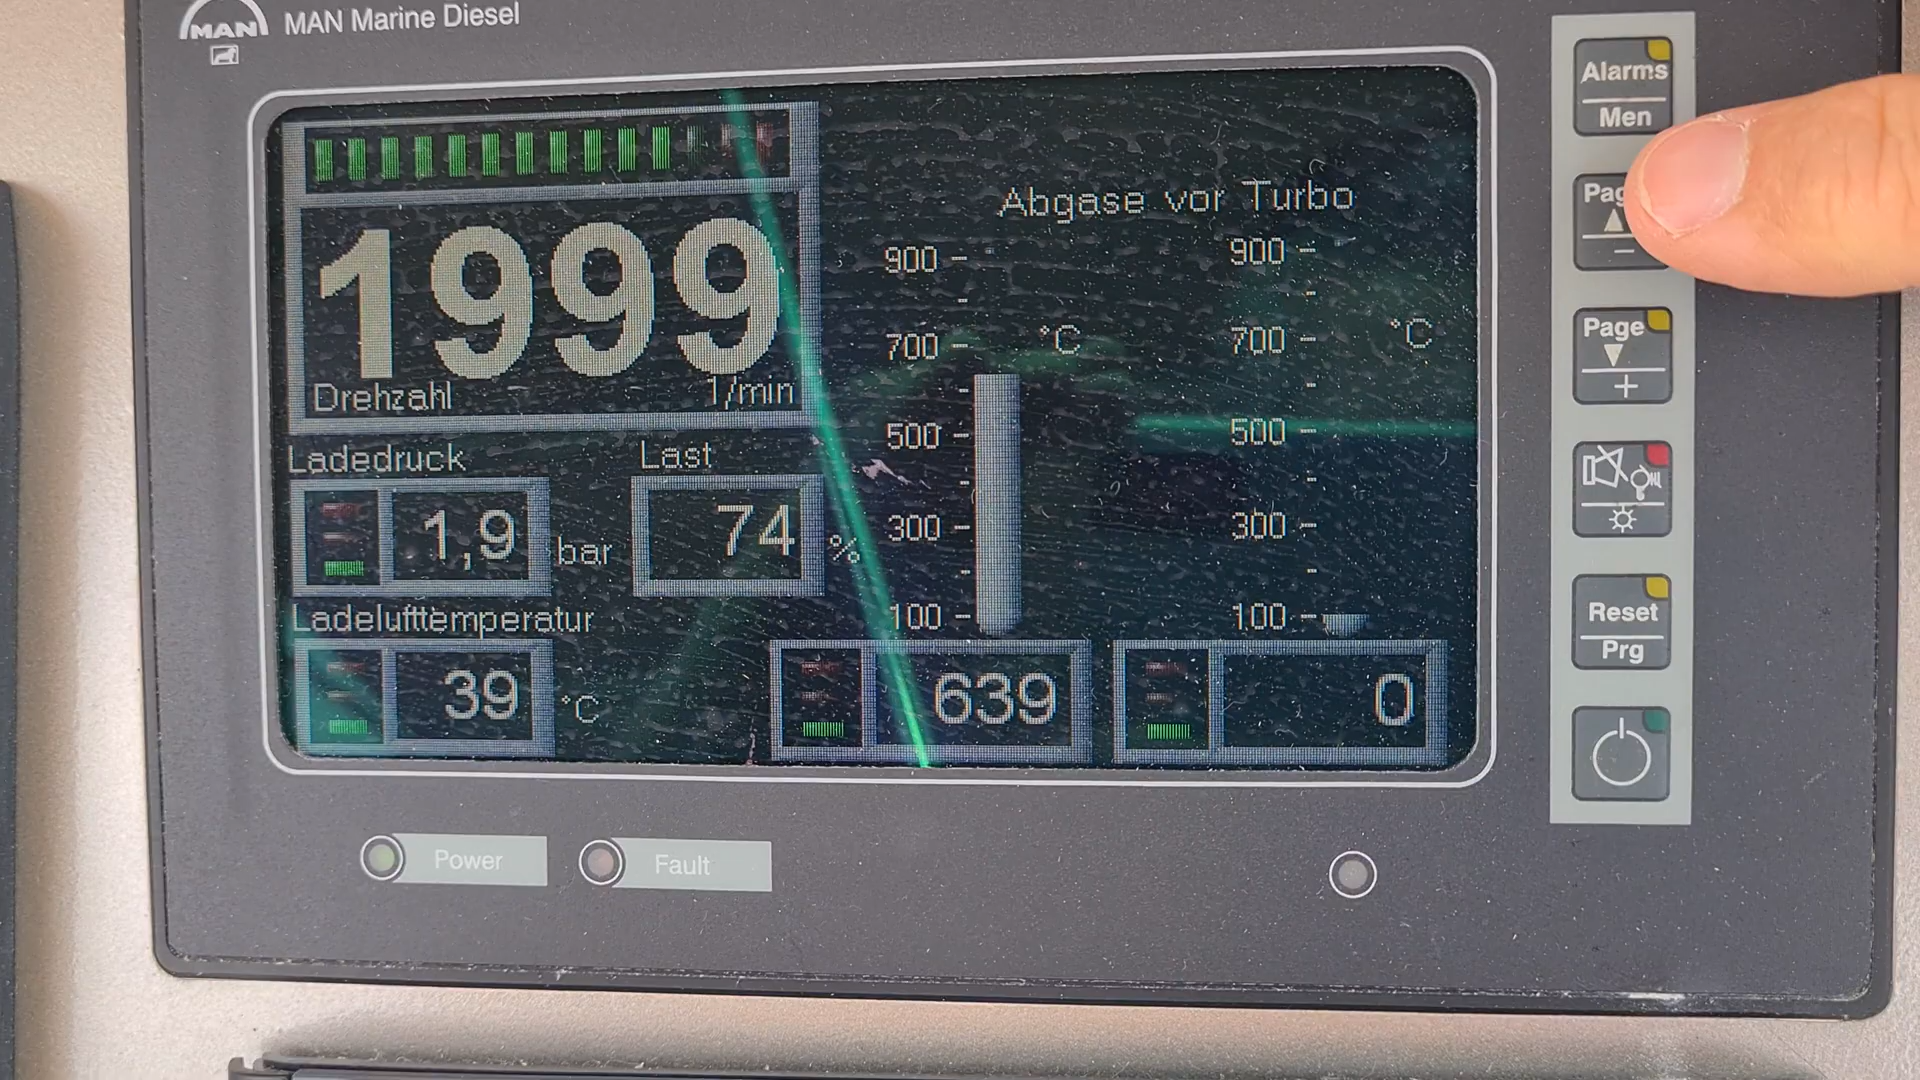 MAN
MAN Marine Diesel
1999
Drehzahl 1/min
Ladedruck
1,9 bar
Last
74 %
Ladelufttemperatur
39 °C
Abgase vor Turbo
900
700 °C
500
300
100
639
900
700 °C
500
300
100
0
Power
Fault
Alarms
Men
Pag
−
Page
+
Reset
Prg